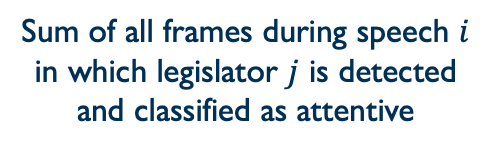 Sum of all frames during speech i
in which legislator j is detected
and classified as attentive